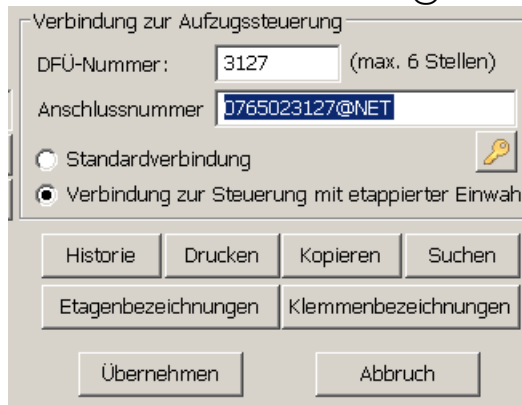 Verbindung zur Aufzugssteuerung
DFÜ-Nummer: 3127 (max. 6 Stellen)
Anschlussnummer 0765023127@NET
Standardverbindung
Verbindung zur Steuerung mit etappierter Einwah
Historie Drucken Kopieren Suchen
Etagenbezeichnungen Klemmenbezeichnungen
Übernehmen Abbruch